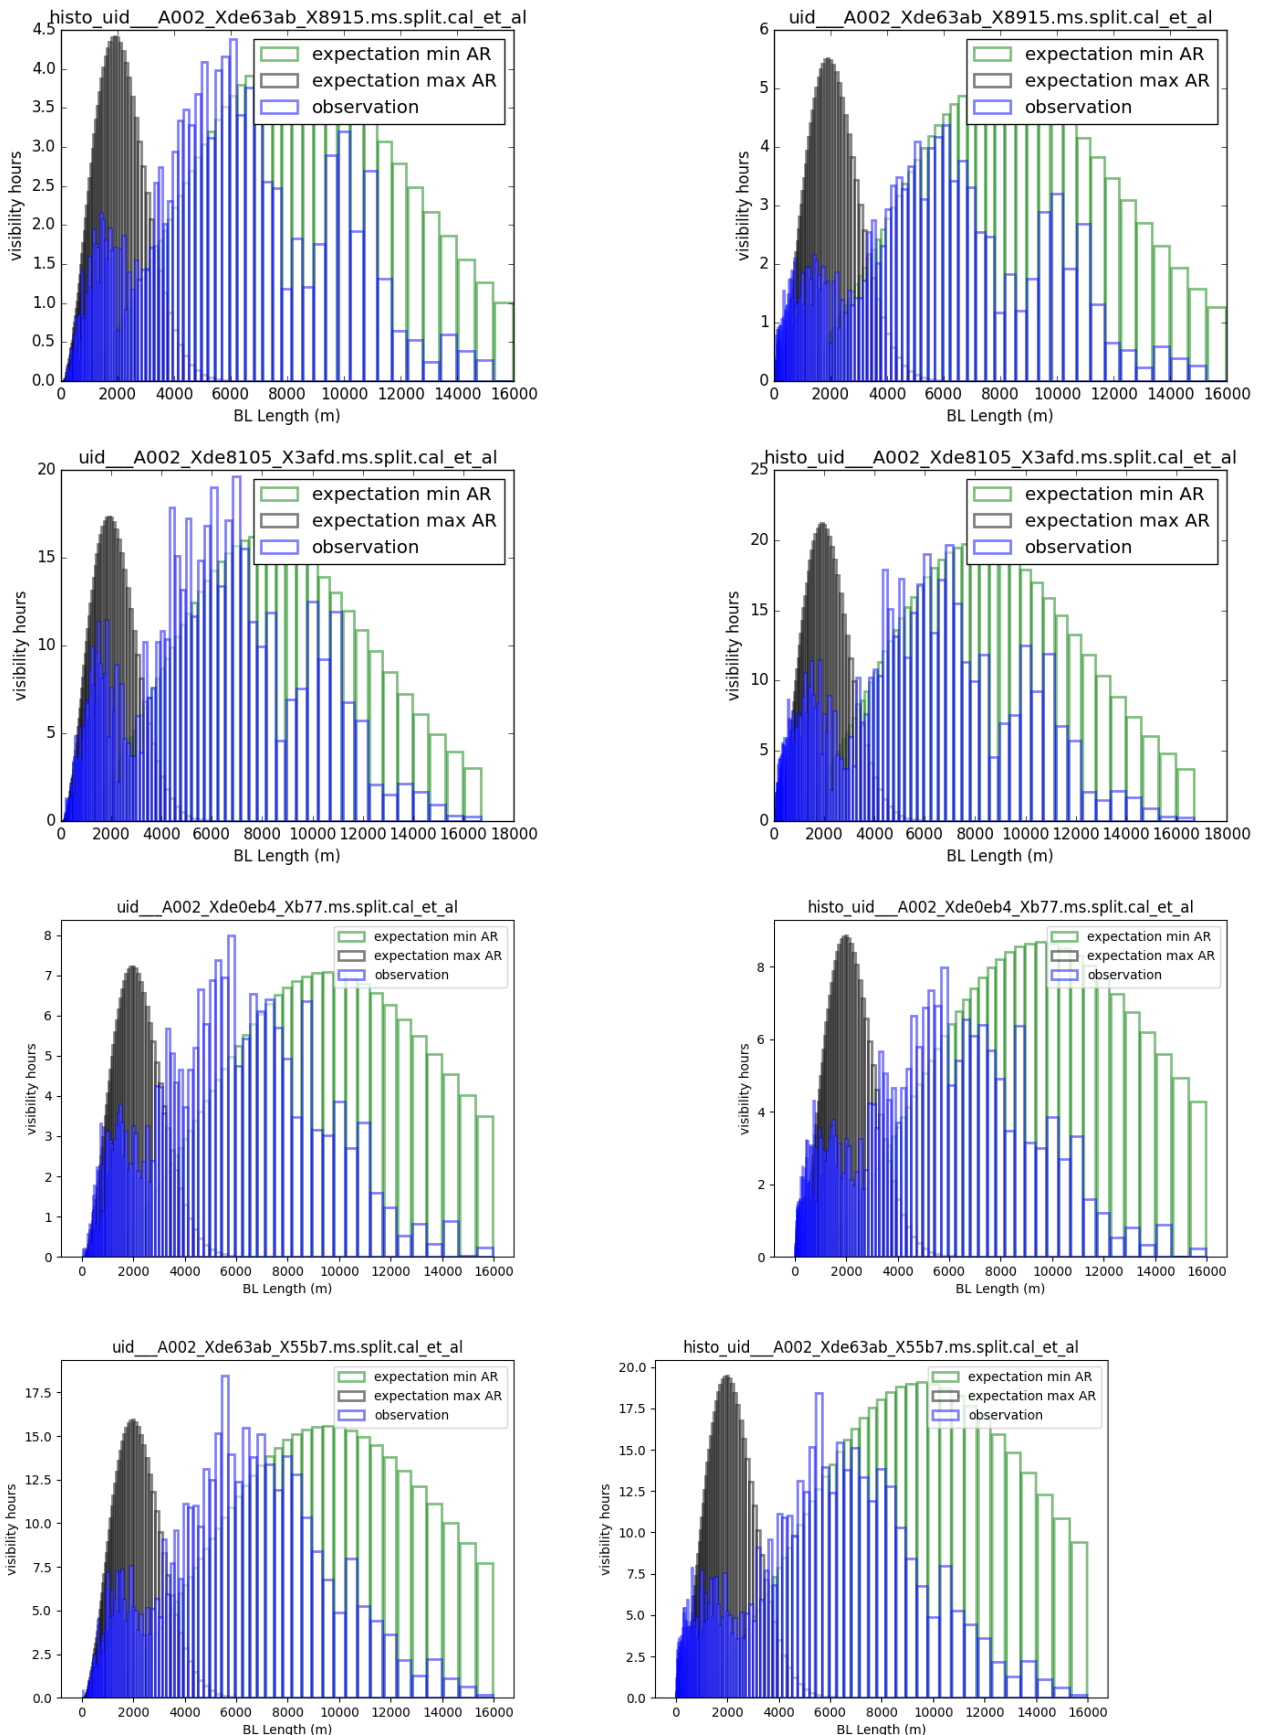 histo_uid___A002_Xde63ab_X8915.ms.split.cal_et_al
4.5
4.0
3.5
3.0
2.5
2.0
1.5
1.0
0.5
0.0
visibility hours
expectation min AR
expectation max AR
observation
0 2000 4000 6000 8000 10000 12000 14000 16000
BL Length (m)
uid___A002_Xde63ab_X8915.ms.split.cal_et_al
6
5
4
3
2
1
0
visibility hours
expectation min AR
expectation max AR
observation
0 2000 4000 6000 8000 10000 12000 14000 16000
BL Length (m)
uid___A002_Xde8105_X3afd.ms.split.cal_et_al
20
15
10
5
0
visibility hours
expectation min AR
expectation max AR
observation
0 2000 4000 6000 8000 10000 12000 14000 16000 18000
BL Length (m)
histo_uid___A002_Xde8105_X3afd.ms.split.cal_et_al
25
20
15
10
5
0
visibility hours
expectation min AR
expectation max AR
observation
0 2000 4000 6000 8000 10000 12000 14000 16000 18000
BL Length (m)
uid___A002_Xde0eb4_Xb77.ms.split.cal_et_al
8
7
6
5
4
3
2
1
0
visibility hours
expectation min AR
expectation max AR
observation
0 2000 4000 6000 8000 10000 12000 14000 16000
BL Length (m)
histo_uid___A002_Xde0eb4_Xb77.ms.split.cal_et_al
8
6
4
2
0
visibility hours
expectation min AR
expectation max AR
observation
0 2000 4000 6000 8000 10000 12000 14000 16000
BL Length (m)
uid___A002_Xde63ab_X55b7.ms.split.cal_et_al
17.5
15.0
12.5
10.0
7.5
5.0
2.5
0.0
visibility hours
expectation min AR
expectation max AR
observation
0 2000 4000 6000 8000 10000 12000 14000 16000
BL Length (m)
histo_uid___A002_Xde63ab_X55b7.ms.split.cal_et_al
20.0
17.5
15.0
12.5
10.0
7.5
5.0
2.5
0.0
visibility hours
expectation min AR
expectation max AR
observation
0 2000 4000 6000 8000 10000 12000 14000 16000
BL Length (m)